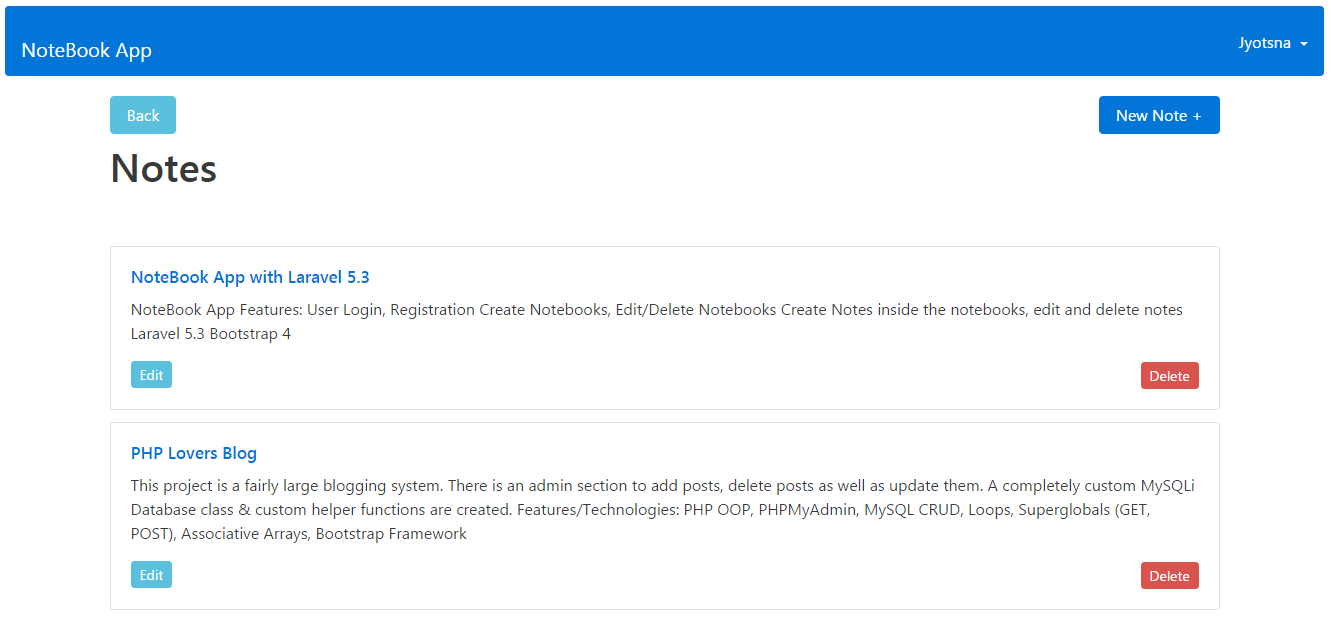 NoteBook App
Jyotsna
Back
New Note +
Notes
NoteBook App with Laravel 5.3
NoteBook App Features: User Login, Registration Create Notebooks, Edit/Delete Notebooks Create Notes inside the notebooks, edit and delete notes
Laravel 5.3 Bootstrap 4
Edit
Delete
PHP Lovers Blog
This project is a fairly large blogging system. There is an admin section to add posts, delete posts as well as update them. A completely custom MySQLi
Database class & custom helper functions are created. Features/Technologies: PHP OOP, PHPMyAdmin, MySQL CRUD, Loops, Superglobals (GET,
POST), Associative Arrays, Bootstrap Framework
Edit
Delete